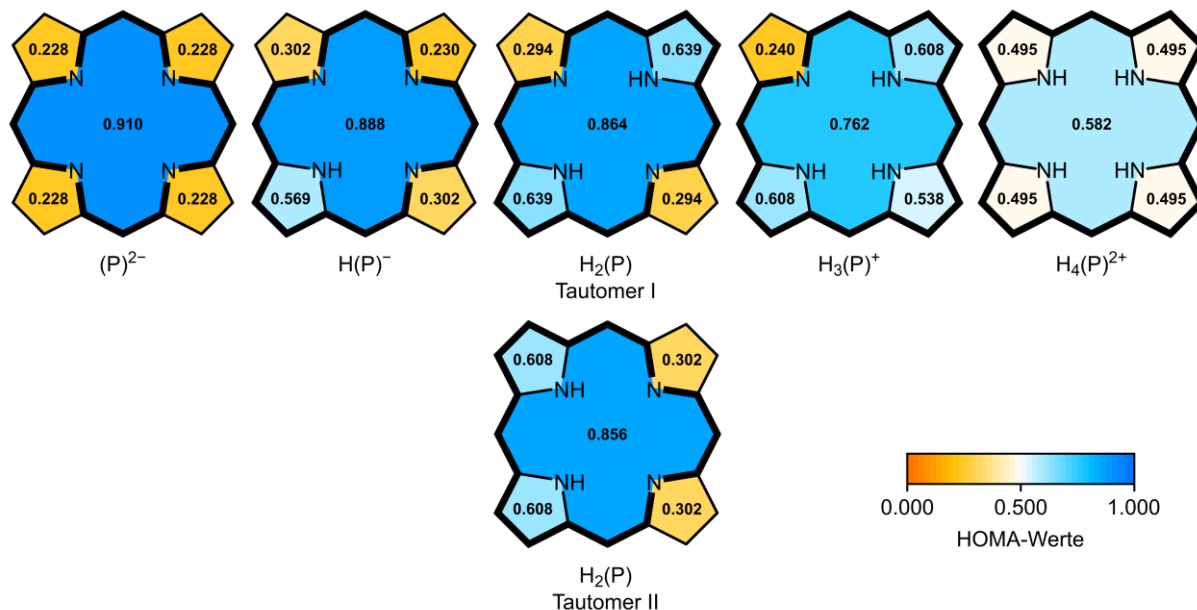 0.228 0.228 0.302 0.230 0.294 0.639 0.240 0.608 0.495 0.495
N N N N N HN N HN NH HN
0.910 0.888 0.864 0.762 0.582
N N NH N NH N NH HN NH HN
0.228 0.228 0.569 0.302 0.639 0.294 0.608 0.538 0.495 0.495
(P)²⁻ H(P)⁻ H₂(P) H₃(P)⁺ H₄(P)²⁺
Tautomer I
0.608 0.302
NH N
0.856
NH N
0.608 0.302
0.000 0.500 1.000
HOMA-Werte
H₂(P)
Tautomer II